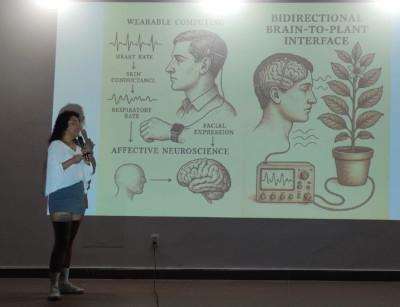 WEARABLE COMPUTING
HEART RATE
SKIN
CONDUCTANCE
RESPIRATORY
RATE
FACIAL
EXPRESSION
AFFECTIVE NEUROSCIENCE
BIDIRECTIONAL
BRAIN-TO-PLANT
INTERFACE